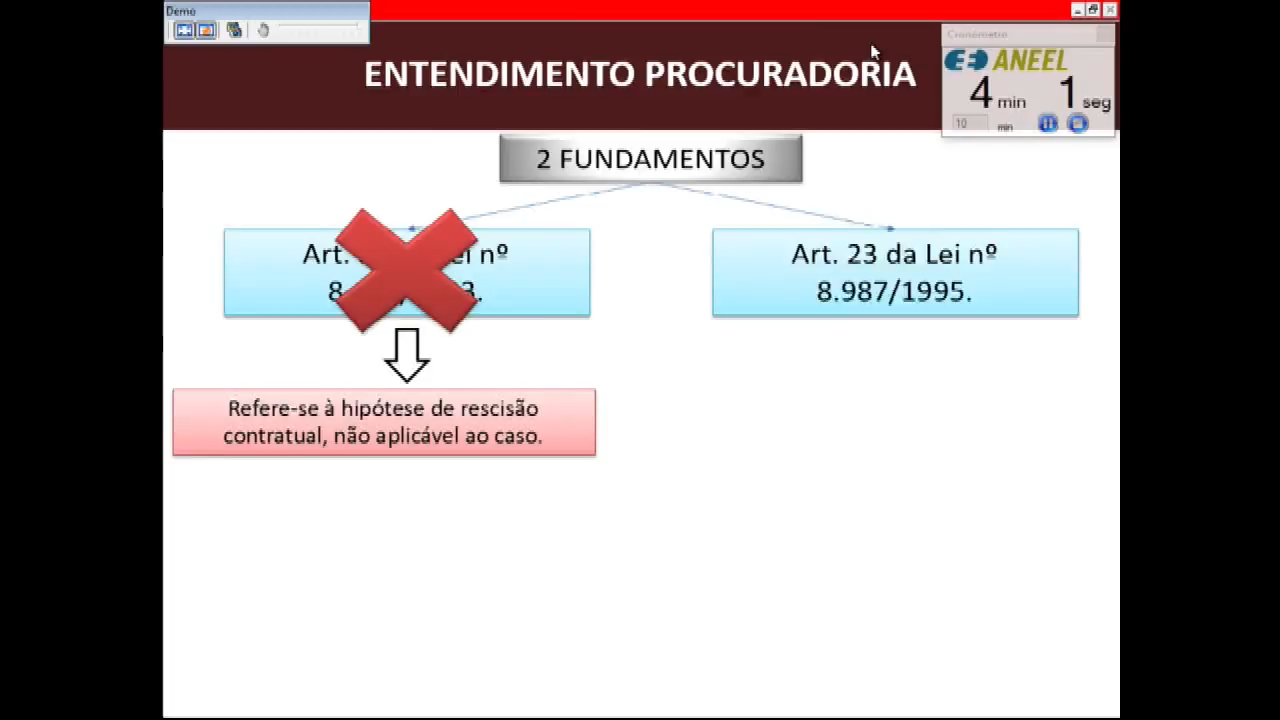 Demo
Cronômetro
ANEEL
4 min 1 seg
10 min
ENTENDIMENTO PROCURADORIA
2 FUNDAMENTOS
Art. ei nº
8. 3.
Art. 23 da Lei nº
8.987/1995.
Refere-se à hipótese de rescisão
contratual, não aplicável ao caso.